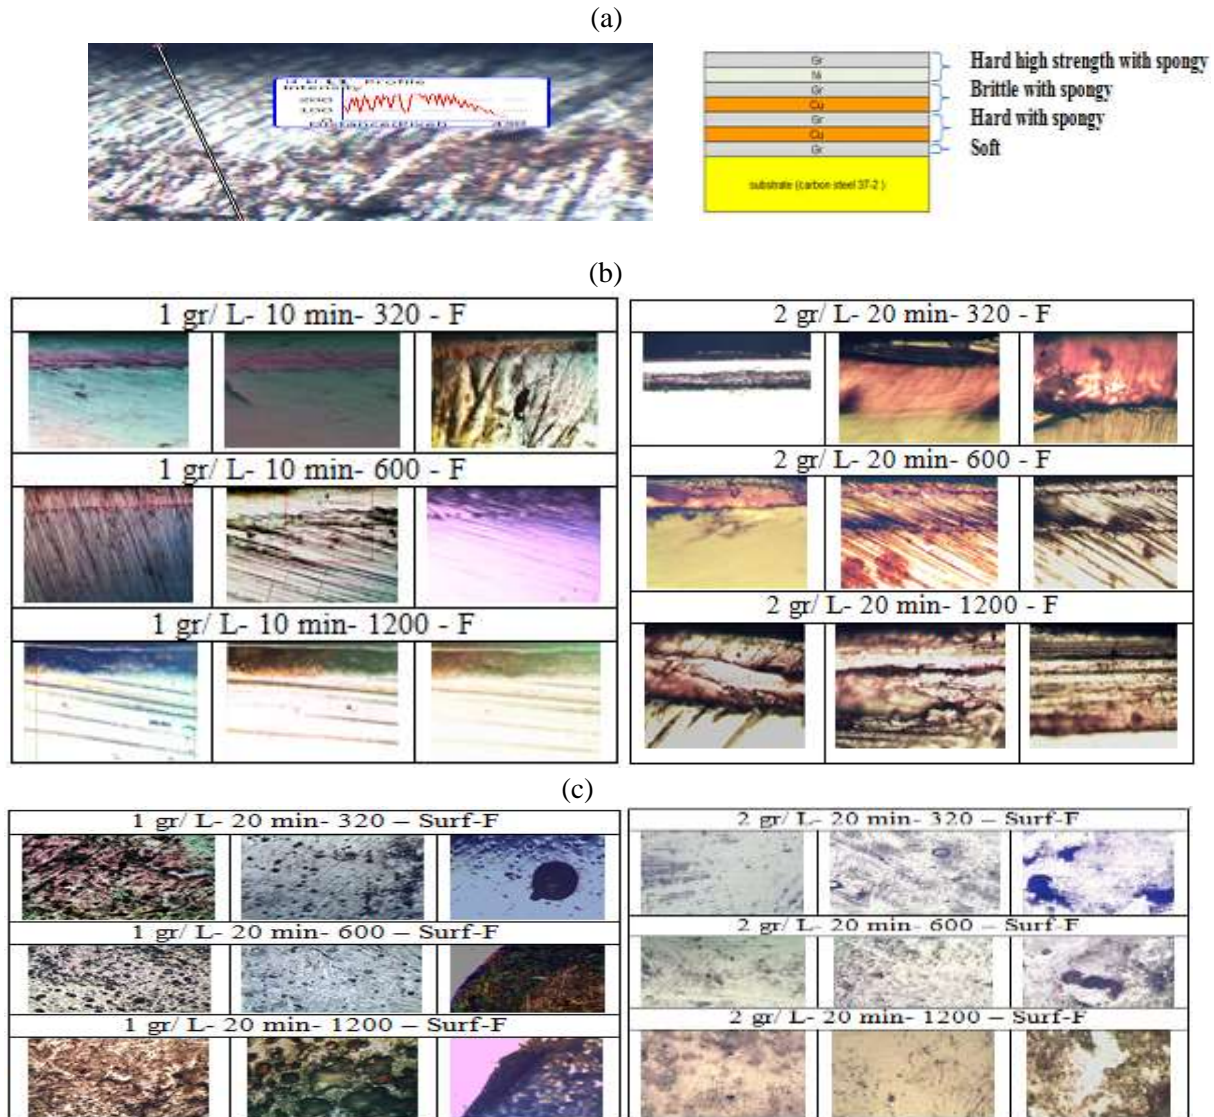 (a)
Intensity
200
100
0
Gr
Ni
Gr
Cu
Gr
Cu
Gr
substrate (carbon steel 37-2 )
Hard high strength with spongy
Brittle with spongy
Hard with spongy
Soft
(b)
1 gr/ L- 10 min- 320 - F
1 gr/ L- 10 min- 600 - F
1 gr/ L- 10 min- 1200 - F
2 gr/ L- 20 min- 320 - F
2 gr/ L- 20 min- 600 - F
2 gr/ L- 20 min- 1200 - F
(c)
1 gr/ L- 20 min- 320 – Surf-F
1 gr/ L- 20 min- 600 – Surf-F
1 gr/ L- 20 min- 1200 – Surf-F
2 gr/ L- 20 min- 320 – Surf-F
2 gr/ L- 20 min- 600 – Surf-F
2 gr/ L- 20 min- 1200 – Surf-F